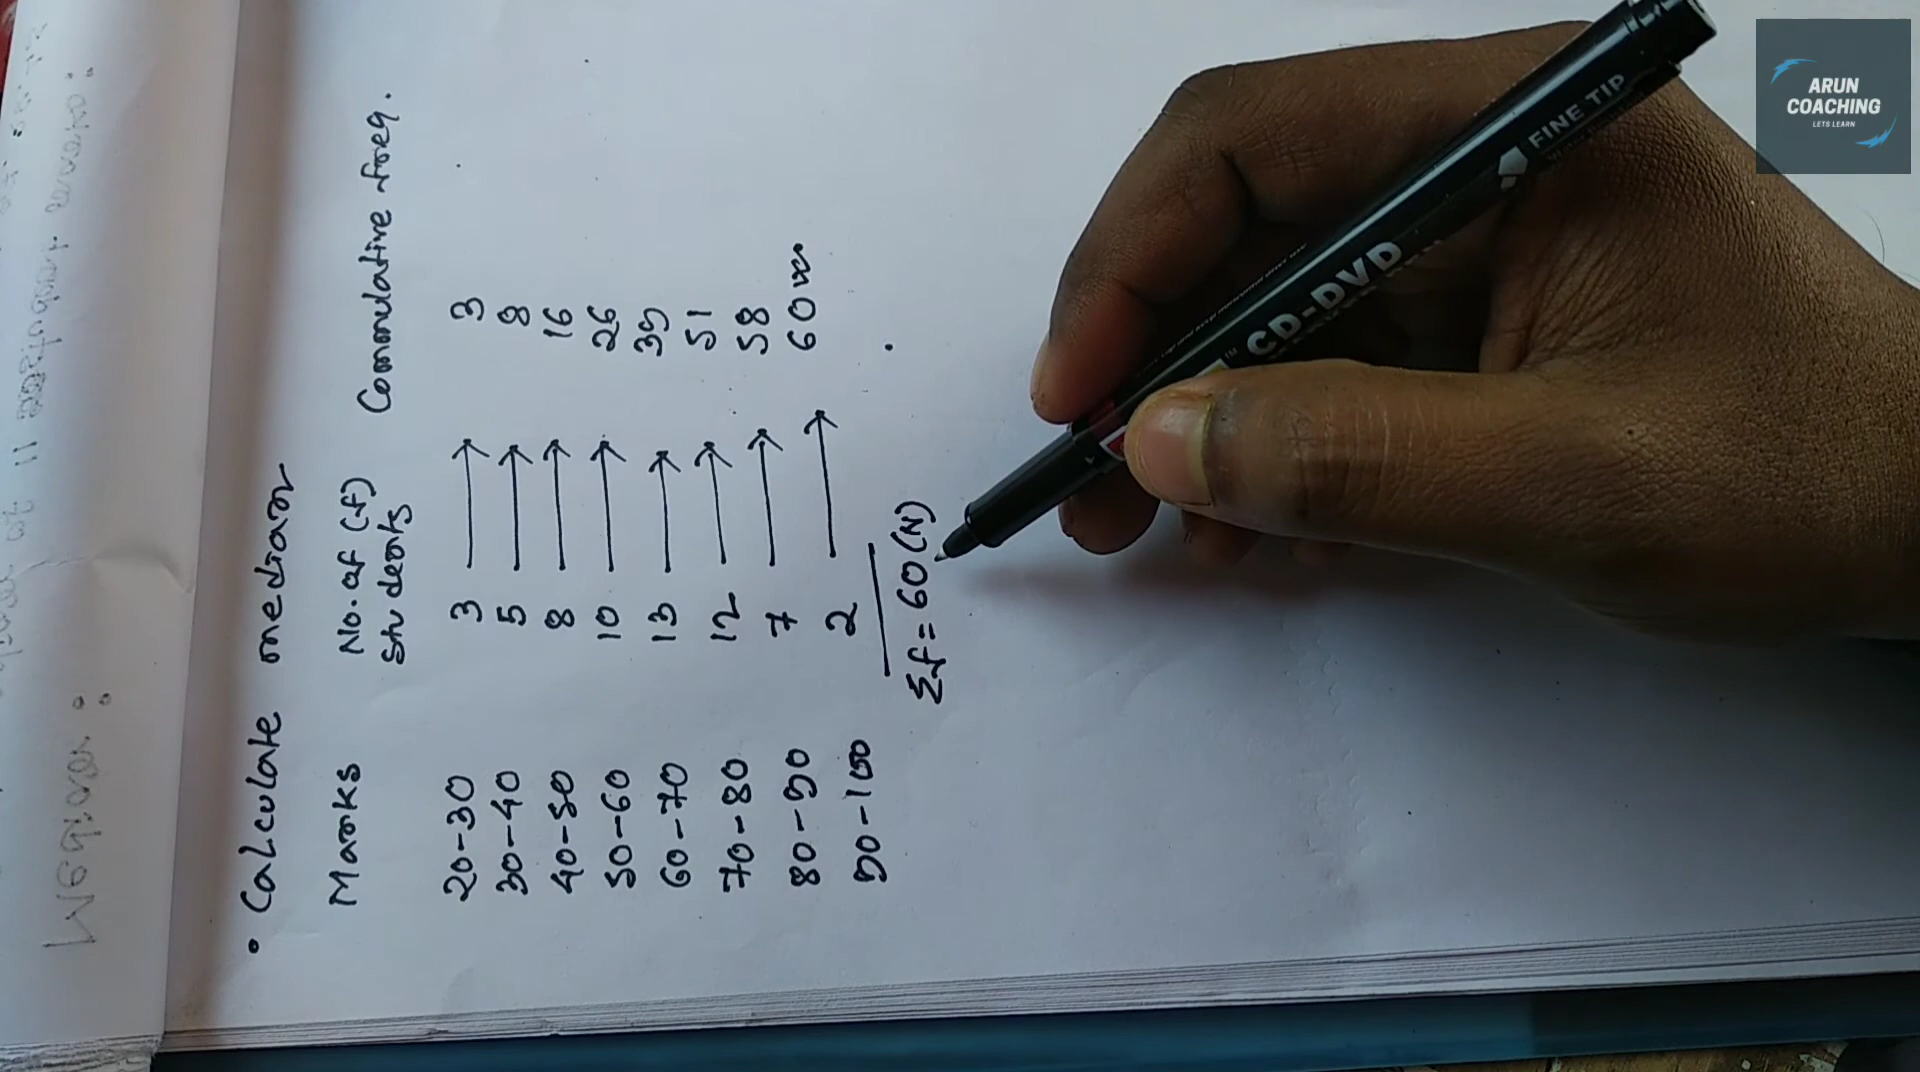 • Calculate median
Marks No. of (f) Students Commulative freq.
20-30 3 3
30-40 5 8
40-50 8 16
50-60 10 26
60-70 13 39
70-80 12 51
80-90 7 58
90-100 2 60
Σf = 60 (N)
Median :
CD-DVD
FINE TIP
ARUN
COACHING
LETS LEARN